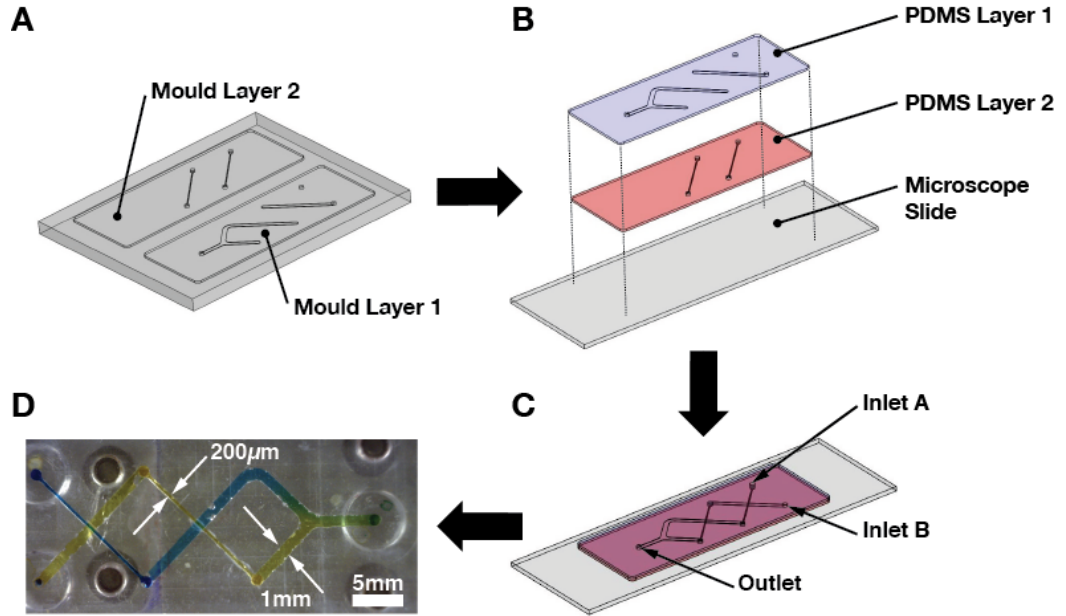 A
Mould Layer 2
Mould Layer 1
B
PDMS Layer 1
PDMS Layer 2
Microscope
Slide
D
200µm
1mm
5mm
C
Inlet A
Inlet B
Outlet